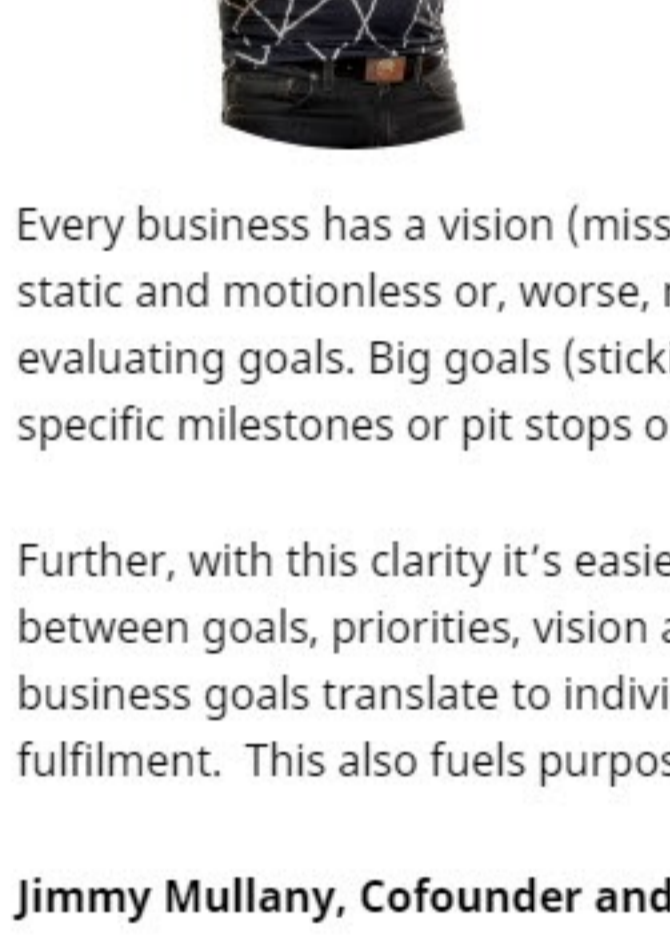 Every business has a vision (miss
static and motionless or, worse,
evaluating goals. Big goals (stick
specific milestones or pit stops o
Further, with this clarity it’s easie
between goals, priorities, vision a
business goals translate to indivi
fulfilment.  This also fuels purpos
Jimmy Mullany, Cofounder and